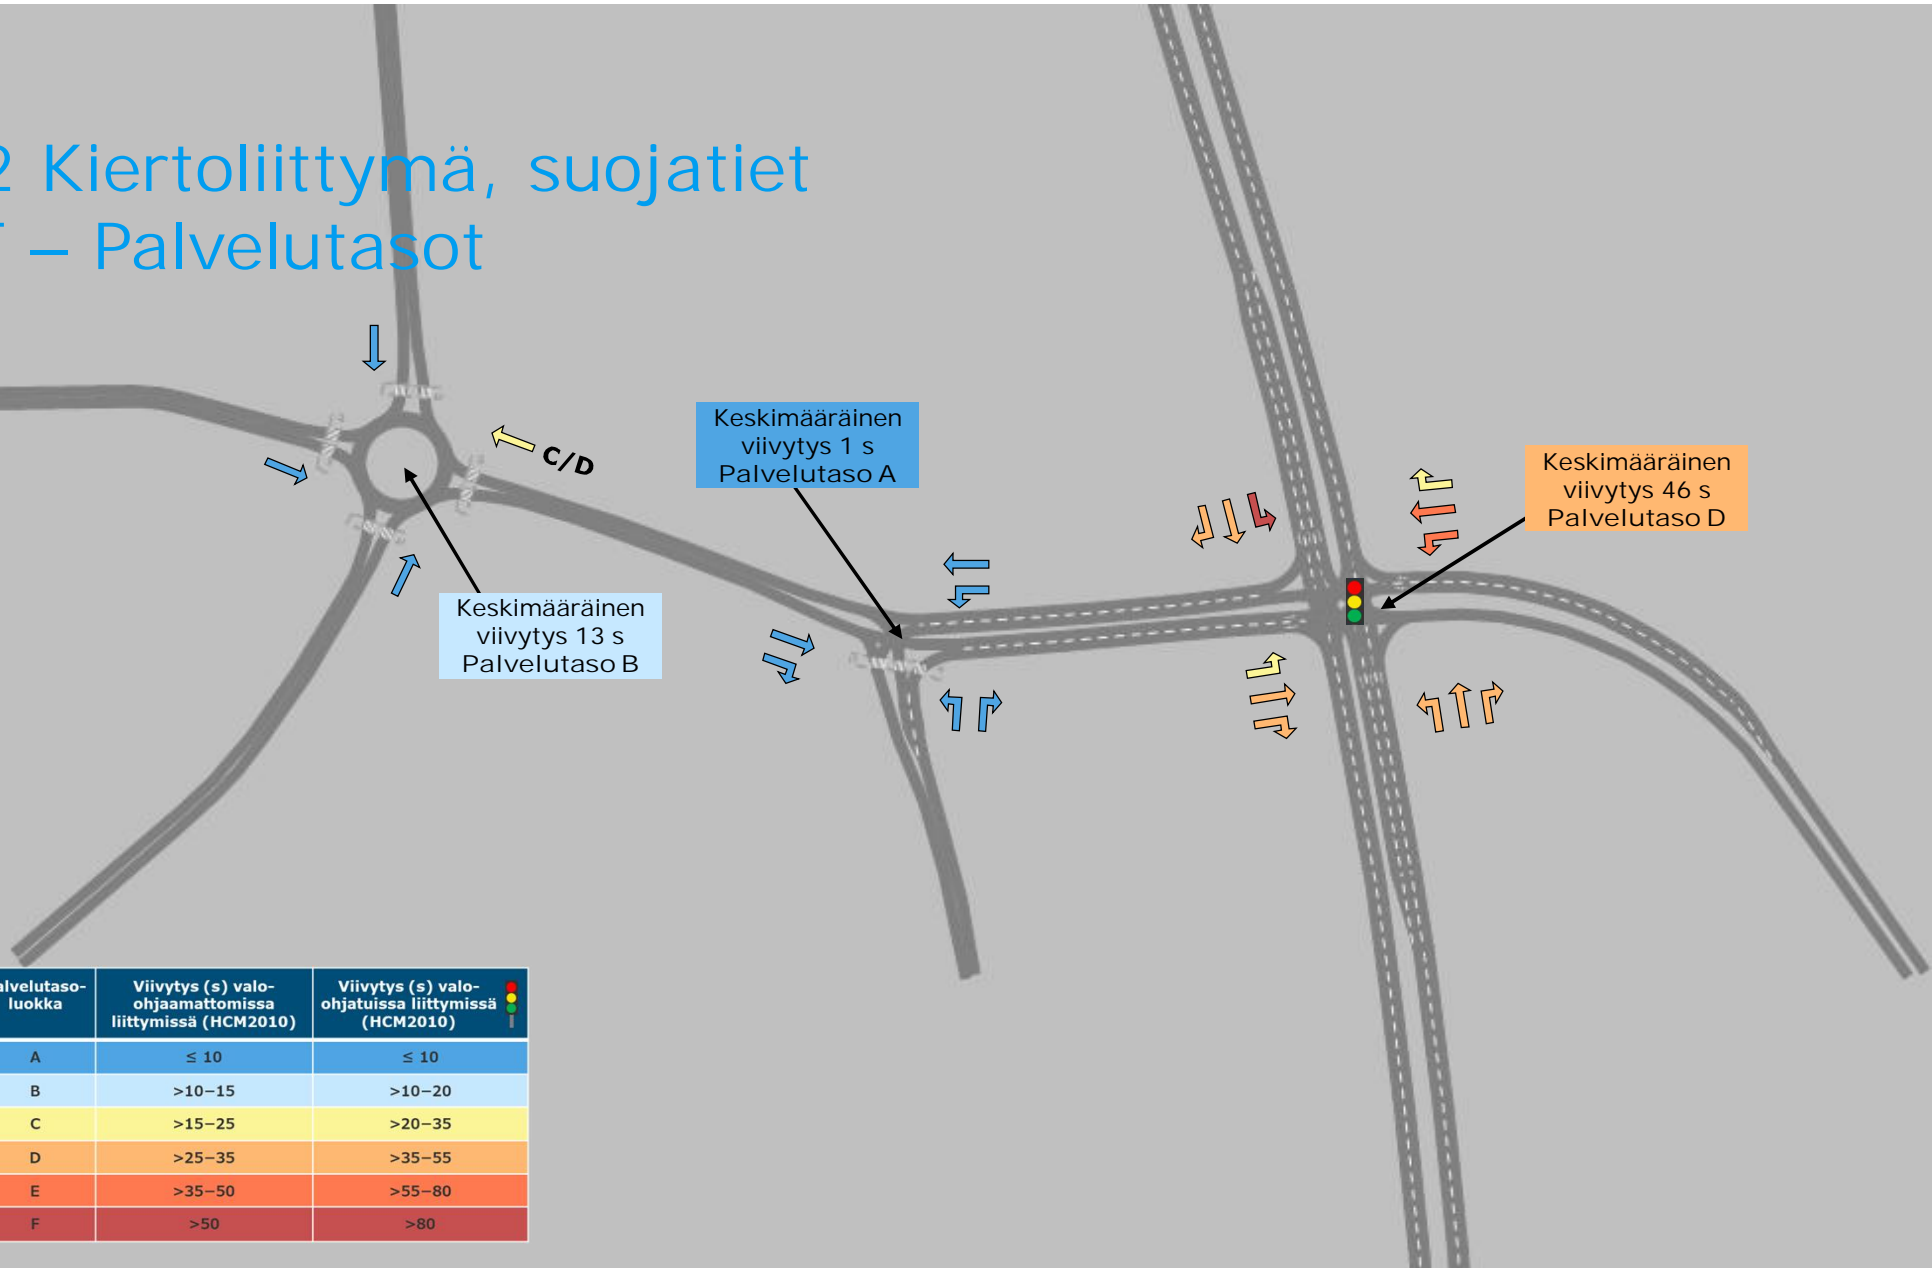 2 Kiertoliittymä, suojatiet
– Palvelutasot
C/D
Keskimääräinen
viivytys 1 s
Palvelutaso A
Keskimääräinen
viivytys 46 s
Palvelutaso D
Keskimääräinen
viivytys 13 s
Palvelutaso B
alvelutaso-
luokka
Viivytys (s) valo-
ohjaamattomissa
liittymissä (HCM2010)
Viivytys (s) valo-
ohjatuissa liittymissä
(HCM2010)
A ≤ 10 ≤ 10
B >10–15 >10–20
C >15–25 >20–35
D >25–35 >35–55
E >35–50 >55–80
F >50 >80